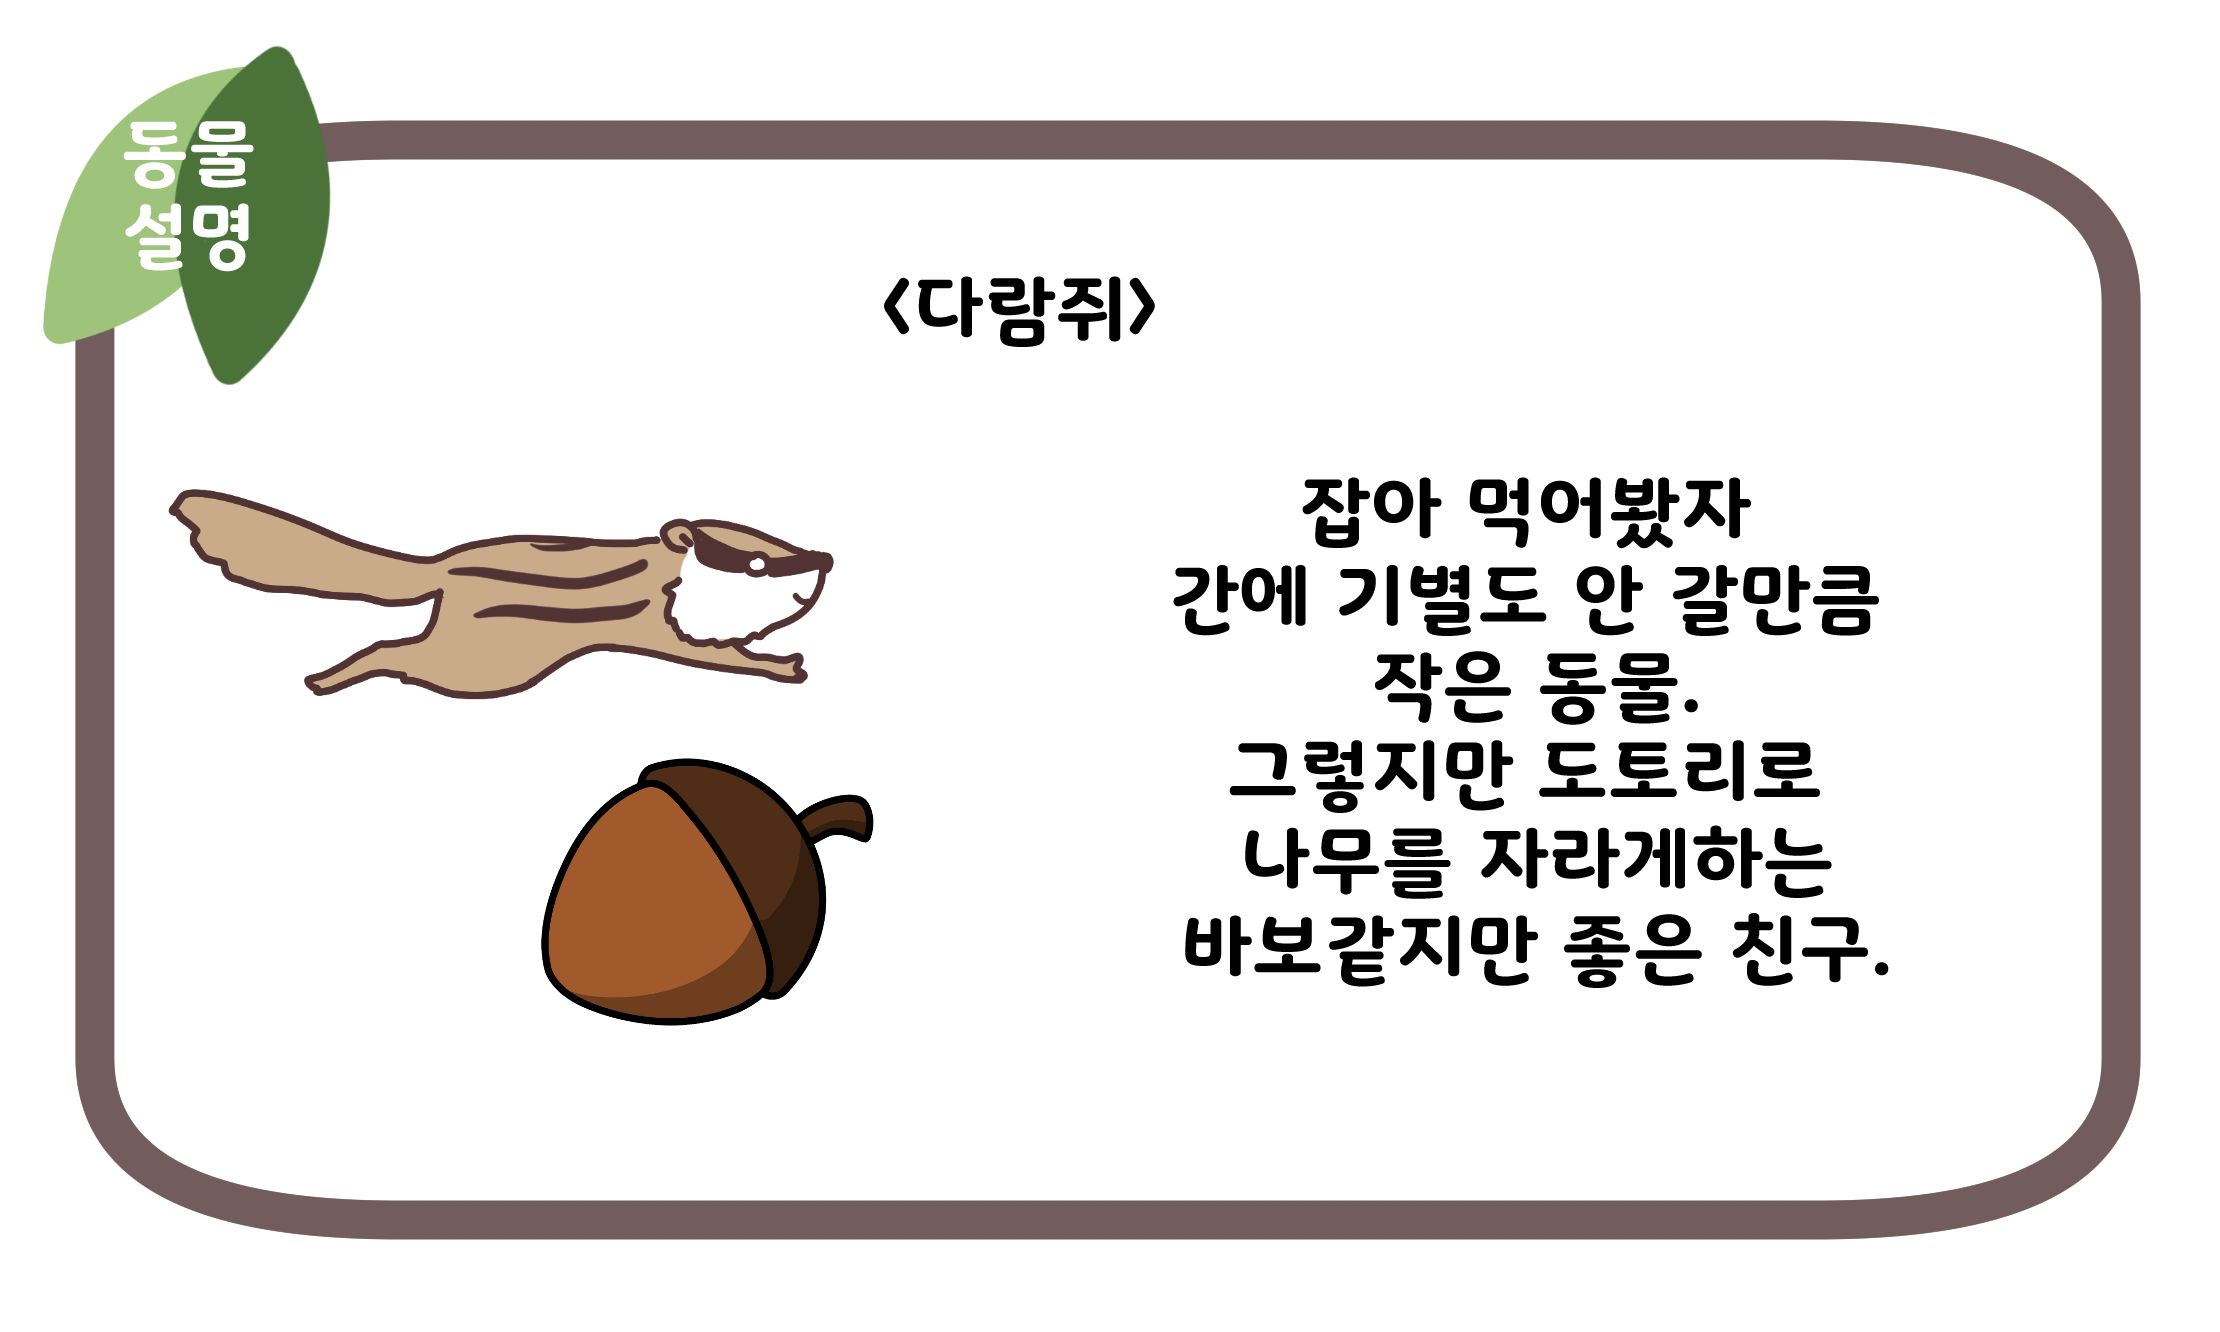 동물
설명
<다람쥐>
잡아 먹어봤자
간에 기별도 안 갈만큼
작은 동물.
그렇지만 도토리로
나무를 자라게하는
바보같지만 좋은 친구.